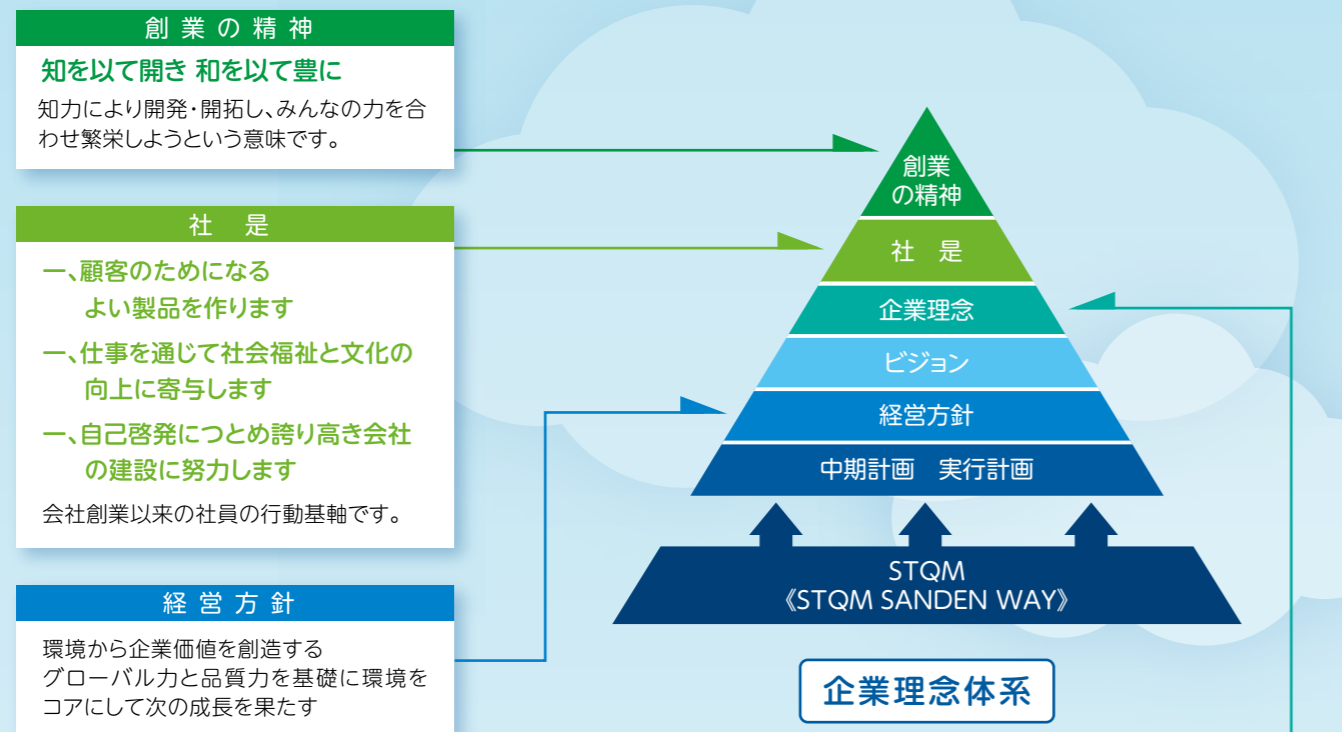 創業の精神
知を以て開き 和を以て豊に
知力により開発・開拓し、みんなの力を合
わせ繁栄しようという意味です。
社 是
一、顧客のためになる
よい製品を作ります
一、仕事を通じて社会福祉と文化の
向上に寄与します
一、自己啓発につとめ誇り高き会社
の建設に努力します
会社創業以来の社員の行動基軸です。
経営方針
環境から企業価値を創造する
グローバル力と品質力を基礎に環境を
コアにして次の成長を果たす
創業
の精神
社 是
企業理念
ビジョン
経営方針
中期計画 実行計画
STQM
《STQM SANDEN WAY》
企業理念体系